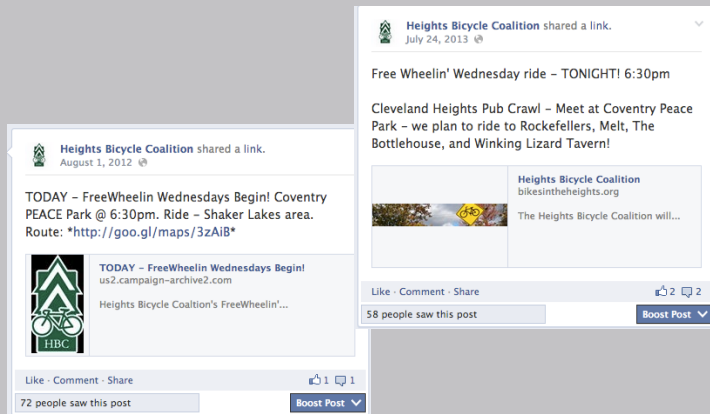 Heights Bicycle Coalition shared a link.
August 1, 2012
TODAY – FreeWheelin Wednesdays Begin! Coventry
PEACE Park @ 6:30pm. Ride – Shaker Lakes area.
Route: *http://goo.gl/maps/3zAiB*
HBC
TODAY – FreeWheelin Wednesdays Begin!
us2.campaign-archive2.com
Heights Bicycle Coaltion's FreeWheelin'...
Like · Comment · Share
1 1
72 people saw this post
Boost Post
Heights Bicycle Coalition shared a link.
July 24, 2013
Free Wheelin' Wednesday ride – TONIGHT! 6:30pm
Cleveland Heights Pub Crawl – Meet at Coventry Peace
Park – we plan to ride to Rockefellers, Melt, The
Bottlehouse, and Winking Lizard Tavern!
Heights Bicycle Coalition
bikesintheheights.org
The Heights Bicycle Coalition will...
Like · Comment · Share
2 2
58 people saw this post
Boost Post